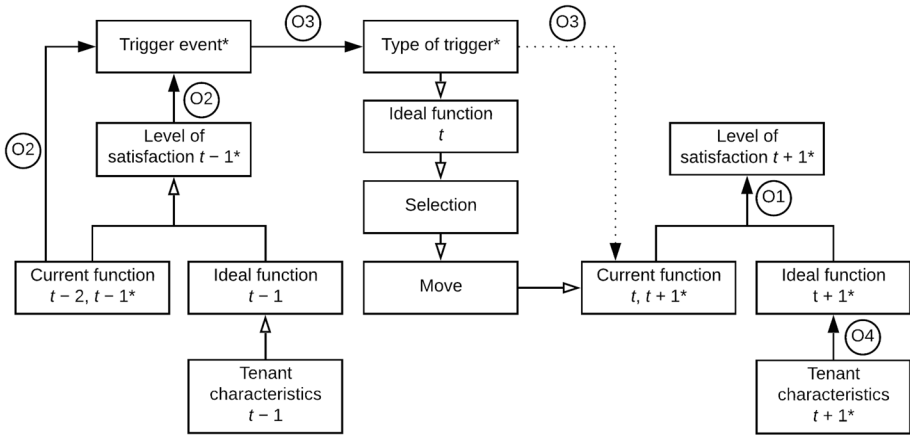 Trigger event*
O3
Type of trigger*
O3
O2
O2
Level of
satisfaction t − 1*
Ideal function
t
Level of
satisfaction t + 1*
Selection
O1
Current function
t − 2, t − 1*
Ideal function
t − 1
Move
Current function
t, t + 1*
Ideal function
t + 1*
O4
Tenant
characteristics
t − 1
Tenant
characteristics
t + 1*